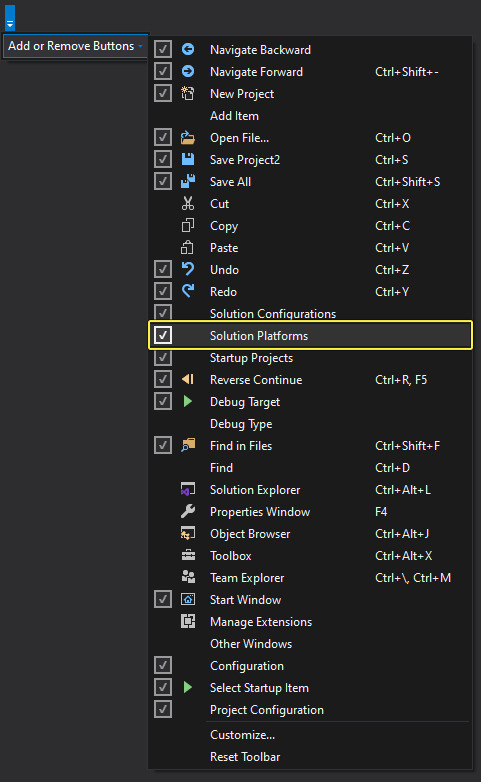 Add or Remove Buttons
Navigate Backward
Navigate Forward Ctrl+Shift+-
New Project
Add Item
Open File... Ctrl+O
Save Project2 Ctrl+S
Save All Ctrl+Shift+S
Cut Ctrl+X
Copy Ctrl+C
Paste Ctrl+V
Undo Ctrl+Z
Redo Ctrl+Y
Solution Configurations
Solution Platforms
Startup Projects
Reverse Continue Ctrl+R, F5
Debug Target
Debug Type
Find in Files Ctrl+Shift+F
Find Ctrl+D
Solution Explorer Ctrl+Alt+L
Properties Window F4
Object Browser Ctrl+Alt+J
Toolbox Ctrl+Alt+X
Team Explorer Ctrl+\, Ctrl+M
Start Window
Manage Extensions
Other Windows
Configuration
Select Startup Item
Project Configuration
Customize...
Reset Toolbar